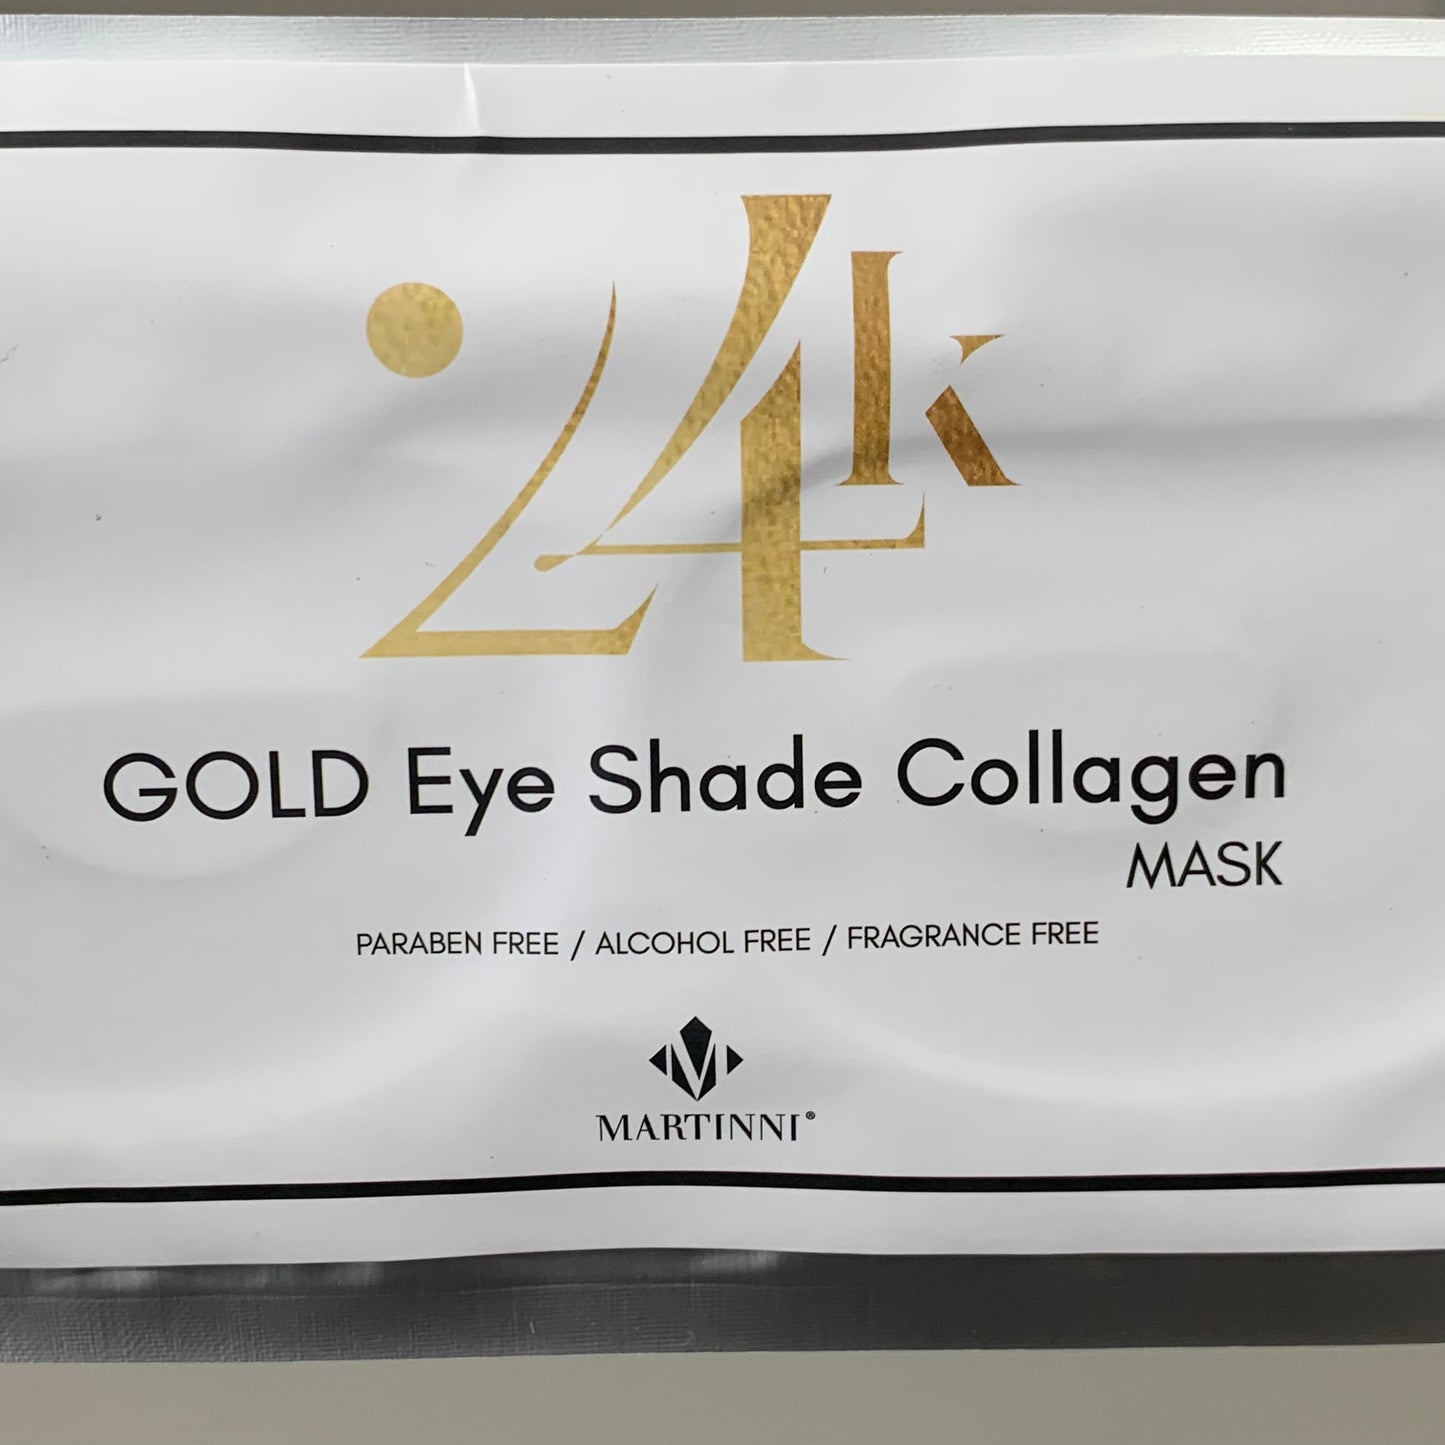 24k
GOLD Eye Shade Collagen
MASK
PARABEN FREE / ALCOHOL FREE / FRAGRANCE FREE
MARTINNI®